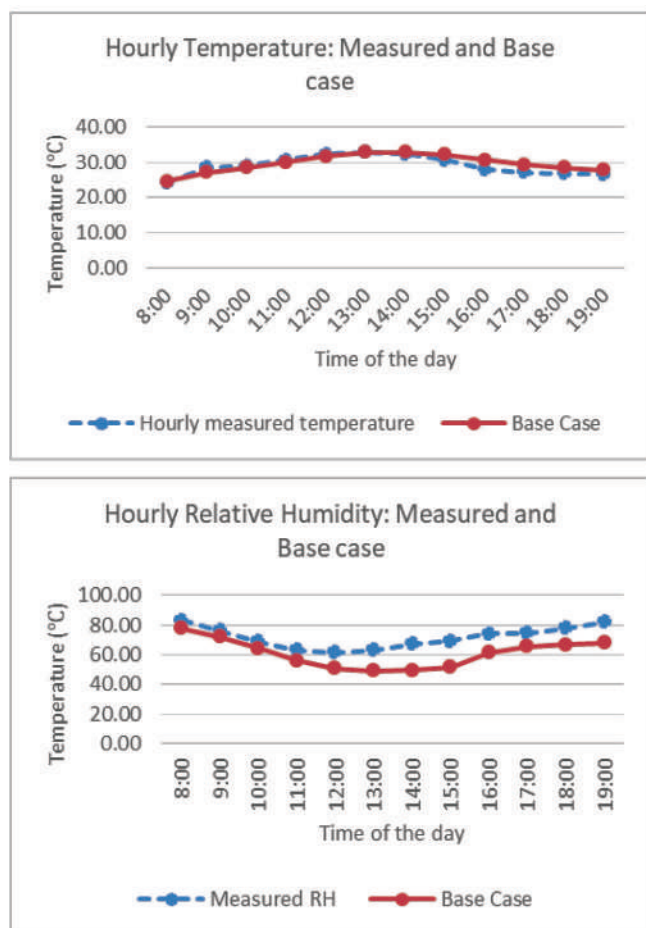 Hourly Temperature: Measured and Base
case
Temperature (°C)
40.00
30.00
20.00
10.00
0.00
8:00
9:00
10:00
11:00
12:00
13:00
14:00
15:00
16:00
17:00
18:00
19:00
Time of the day
Hourly measured temperature
Base Case
Hourly Relative Humidity: Measured and
Base case
Temperature (°C)
100.00
80.00
60.00
40.00
20.00
0.00
8:00
9:00
10:00
11:00
12:00
13:00
14:00
15:00
16:00
17:00
18:00
19:00
Time of the day
Measured RH
Base Case